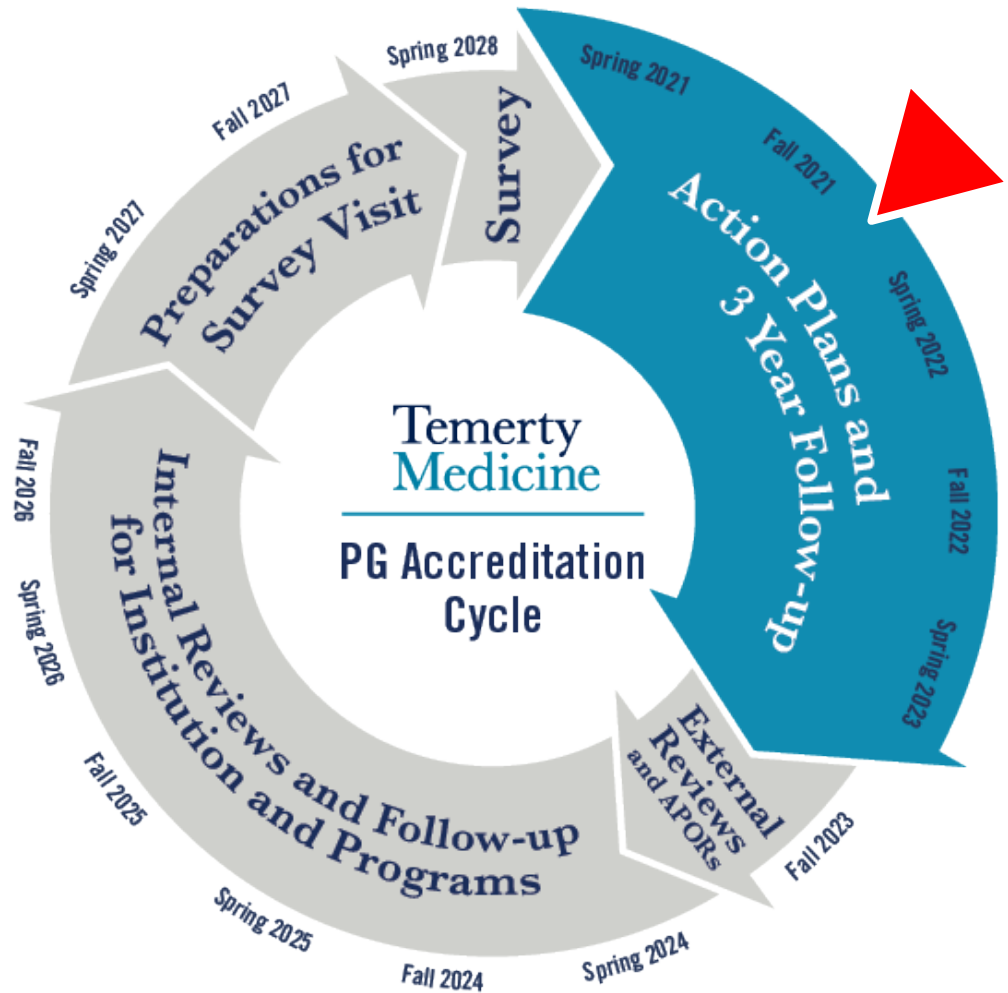 Temerty
Medicine
PG Accreditation
Cycle
Spring 2021
Fall 2021
Spring 2022
Fall 2022
Spring 2023
Action Plans and
3 Year Follow-up
Fall 2023
External
Reviews
and APORs
Spring 2024
Fall 2024
Spring 2025
Fall 2025
Spring 2026
Fall 2026
Internal Reviews and Follow-up
for Institution and Programs
Spring 2027
Fall 2027
Preparations for
Survey Visit
Spring 2028
Survey